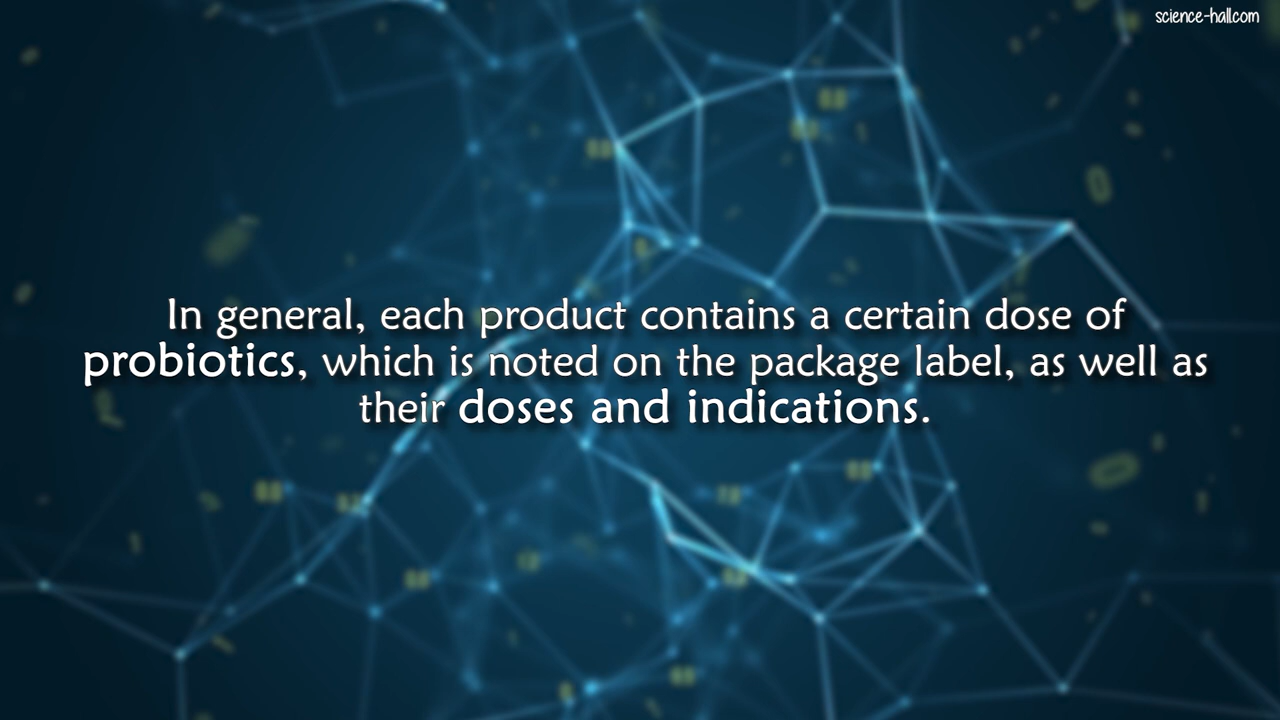 science-hall.com
In general, each product contains a certain dose of
probiotics, which is noted on the package label, as well as
their doses and indications.